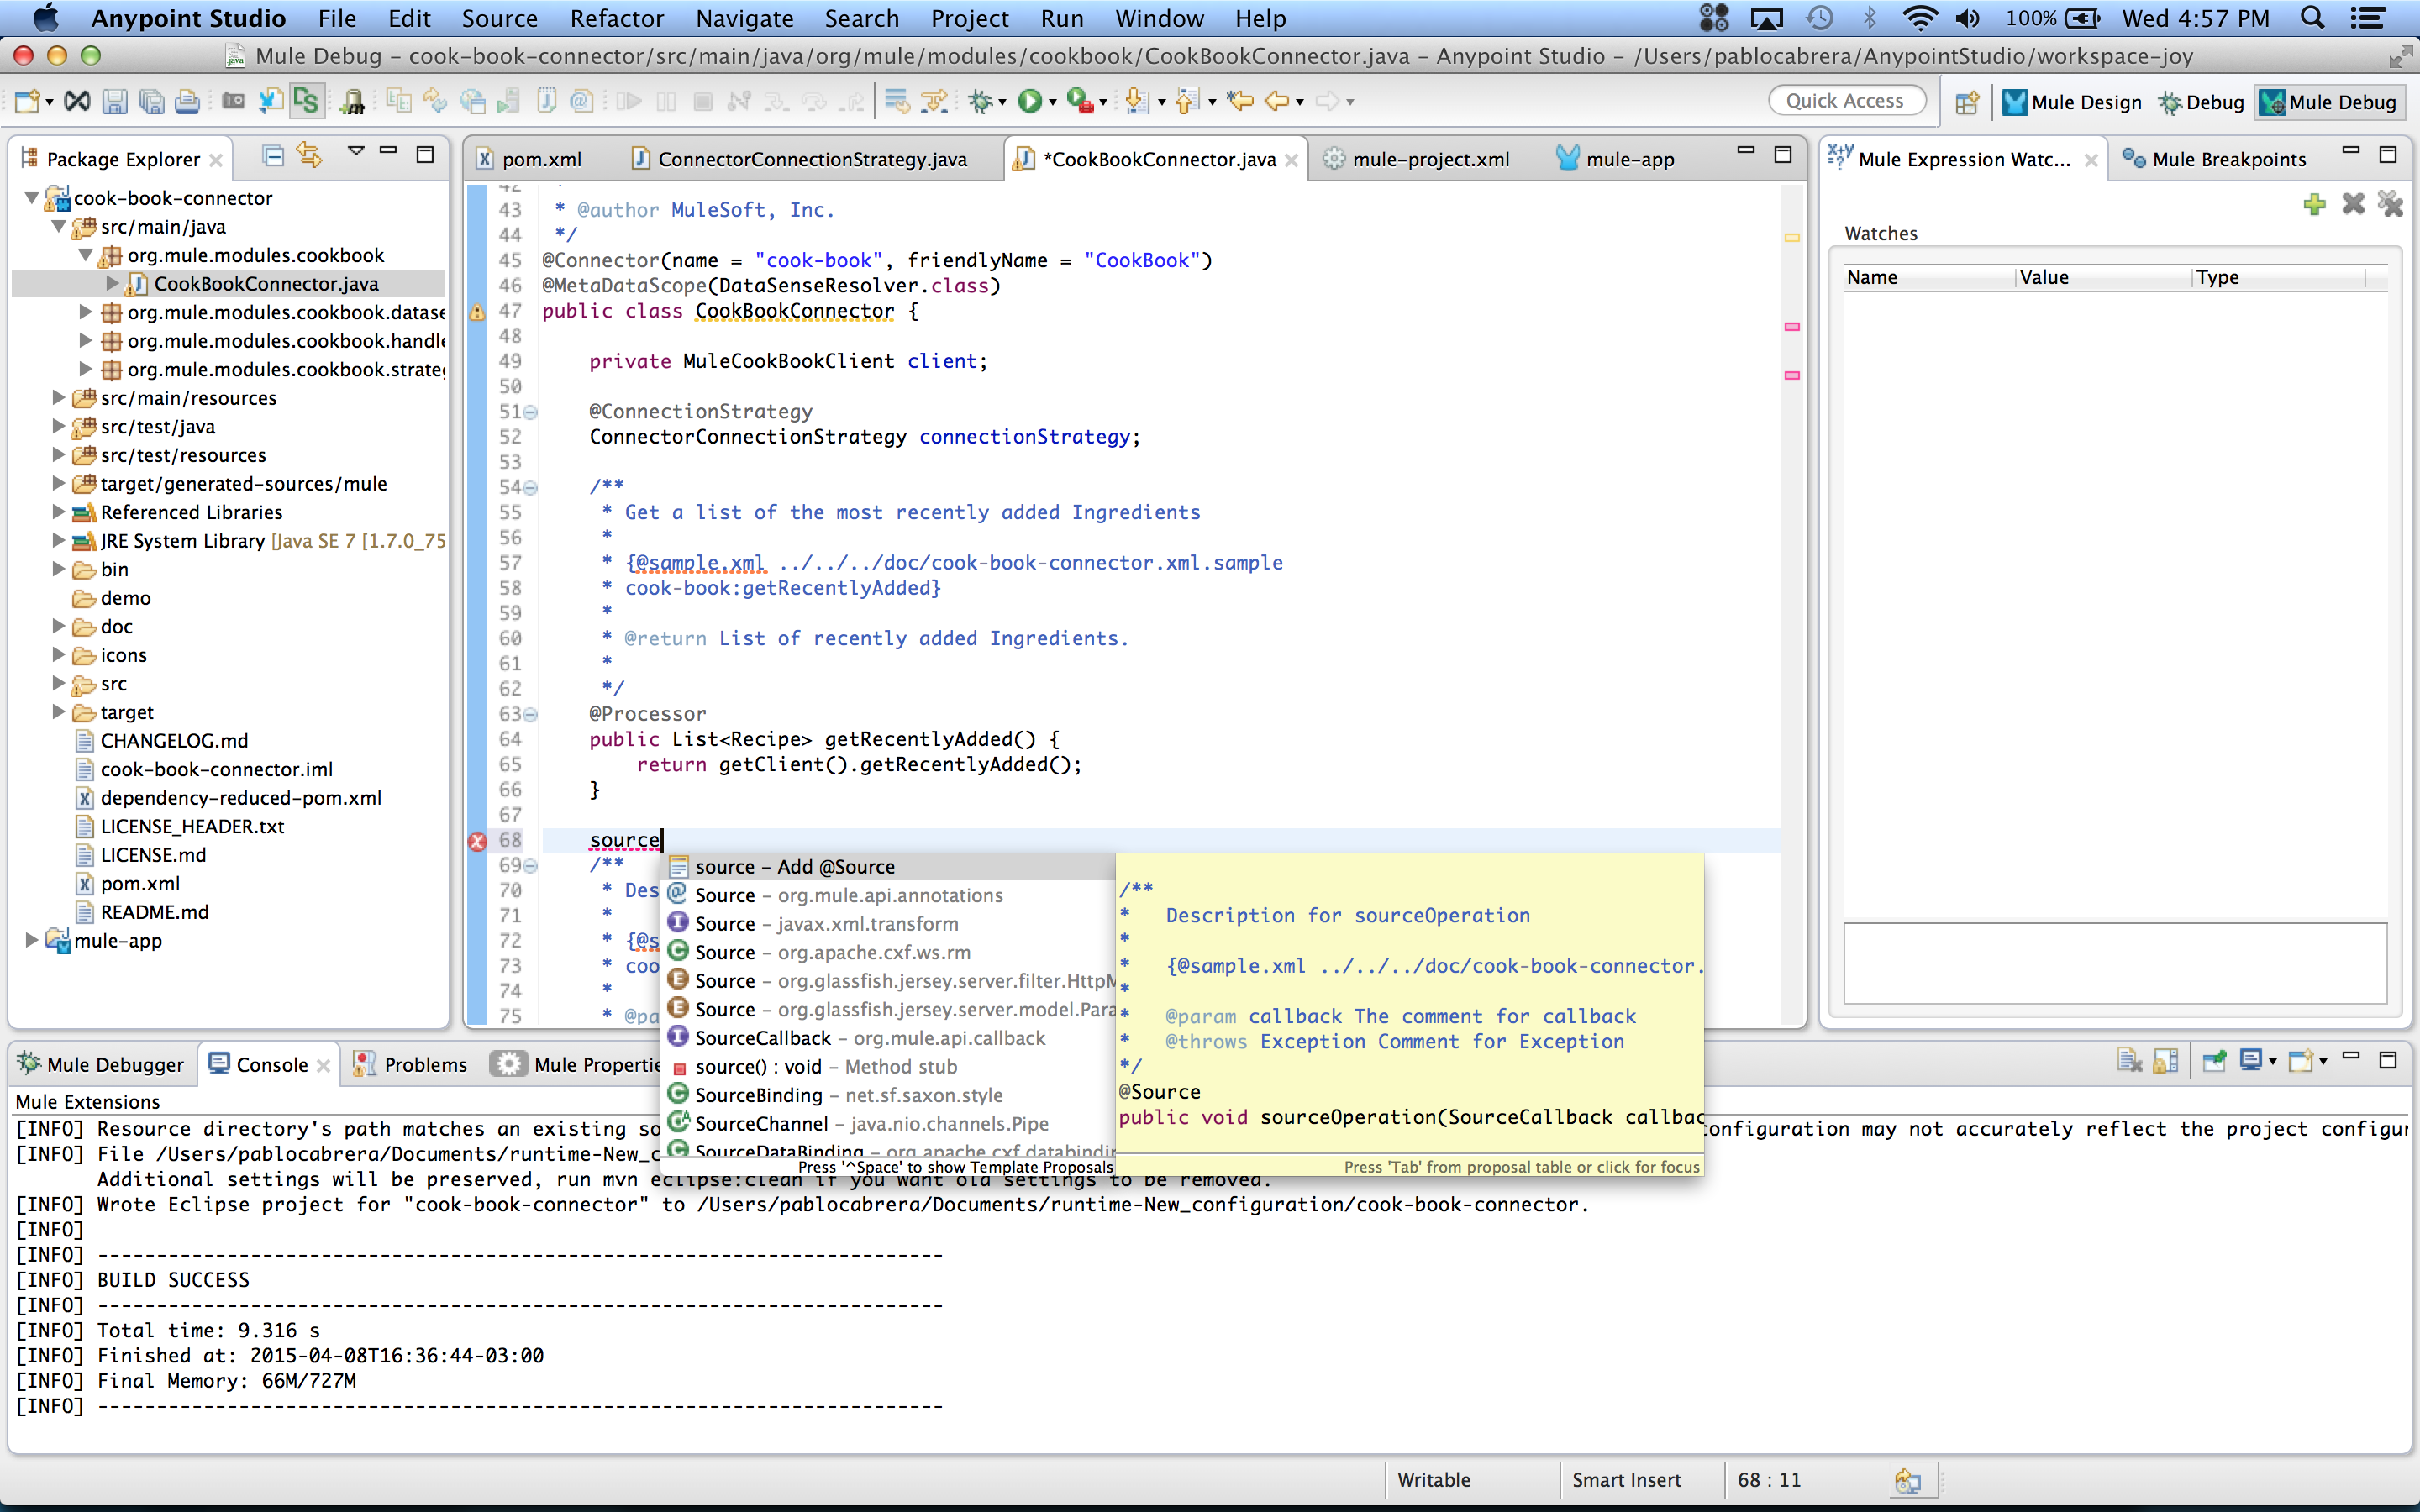 Anypoint Studio File Edit Source Refactor Navigate Search Project Run Window Help 100% Wed 4:57 PM
Mule Debug – cook-book-connector/src/main/java/org/mule/modules/cookbook/CookBookConnector.java – Anypoint Studio – /Users/pablocabrera/AnypointStudio/workspace-joy
Quick Access Mule Design Debug Mule Debug
Package Explorer
cook-book-connector
src/main/java
org.mule.modules.cookbook
CookBookConnector.java
org.mule.modules.cookbook.datase
org.mule.modules.cookbook.handle
org.mule.modules.cookbook.strate
src/main/resources
src/test/java
src/test/resources
target/generated-sources/mule
Referenced Libraries
JRE System Library [Java SE 7 [1.7.0_75
bin
demo
doc
icons
src
target
CHANGELOG.md
cook-book-connector.iml
dependency-reduced-pom.xml
LICENSE_HEADER.txt
LICENSE.md
pom.xml
README.md
mule-app
pom.xml ConnectorConnectionStrategy.java *CookBookConnector.java mule-project.xml mule-app
42
43 * @author MuleSoft, Inc.
44 */
45 @Connector(name = "cook-book", friendlyName = "CookBook")
46 @MetaDataScope(DataSenseResolver.class)
47 public class CookBookConnector {
48
49 private MuleCookBookClient client;
50
51 @ConnectionStrategy
52 ConnectorConnectionStrategy connectionStrategy;
53
54 /**
55 * Get a list of the most recently added Ingredients
56 *
57 * {@sample.xml ../../../doc/cook-book-connector.xml.sample
58 * cook-book:getRecentlyAdded}
59 *
60 * @return List of recently added Ingredients.
61 *
62 */
63 @Processor
64 public List<Recipe> getRecentlyAdded() {
65 return getClient().getRecentlyAdded();
66 }
67
68 source
69 /**
70 * Des
71 *
72 * {@s
73 * coo
74 *
75 * @pa
source – Add @Source
Source – org.mule.api.annotations
Source – javax.xml.transform
Source – org.apache.cxf.ws.rm
Source – org.glassfish.jersey.server.filter.HttpM
Source – org.glassfish.jersey.server.model.Para
SourceCallback – org.mule.api.callback
source() : void – Method stub
SourceBinding – net.sf.saxon.style
SourceChannel – java.nio.channels.Pipe
SourceDataBinding – org.apache.cxf.databindin
Press '^Space' to show Template Proposals
/**
* Description for sourceOperation
*
* {@sample.xml ../../../doc/cook-book-connector.
*
* @param callback The comment for callback
* @throws Exception Comment for Exception
*/
@Source
public void sourceOperation(SourceCallback callbac
Press 'Tab' from proposal table or click for focus
Mule Expression Watc... Mule Breakpoints
Watches
Name Value Type
Mule Debugger Console Problems Mule Propertie
Mule Extensions
[INFO] Resource directory's path matches an existing so onfiguration may not accurately reflect the project configur
[INFO] File /Users/pablocabrera/Documents/runtime-New_c
Additional settings will be preserved, run mvn eclipse:clean if you want old settings to be removed.
[INFO] Wrote Eclipse project for "cook-book-connector" to /Users/pablocabrera/Documents/runtime-New_configuration/cook-book-connector.
[INFO]
[INFO] ------------------------------------------------------------------------
[INFO] BUILD SUCCESS
[INFO] ------------------------------------------------------------------------
[INFO] Total time: 9.316 s
[INFO] Finished at: 2015-04-08T16:36:44-03:00
[INFO] Final Memory: 66M/727M
[INFO] ------------------------------------------------------------------------
Writable Smart Insert 68 : 11